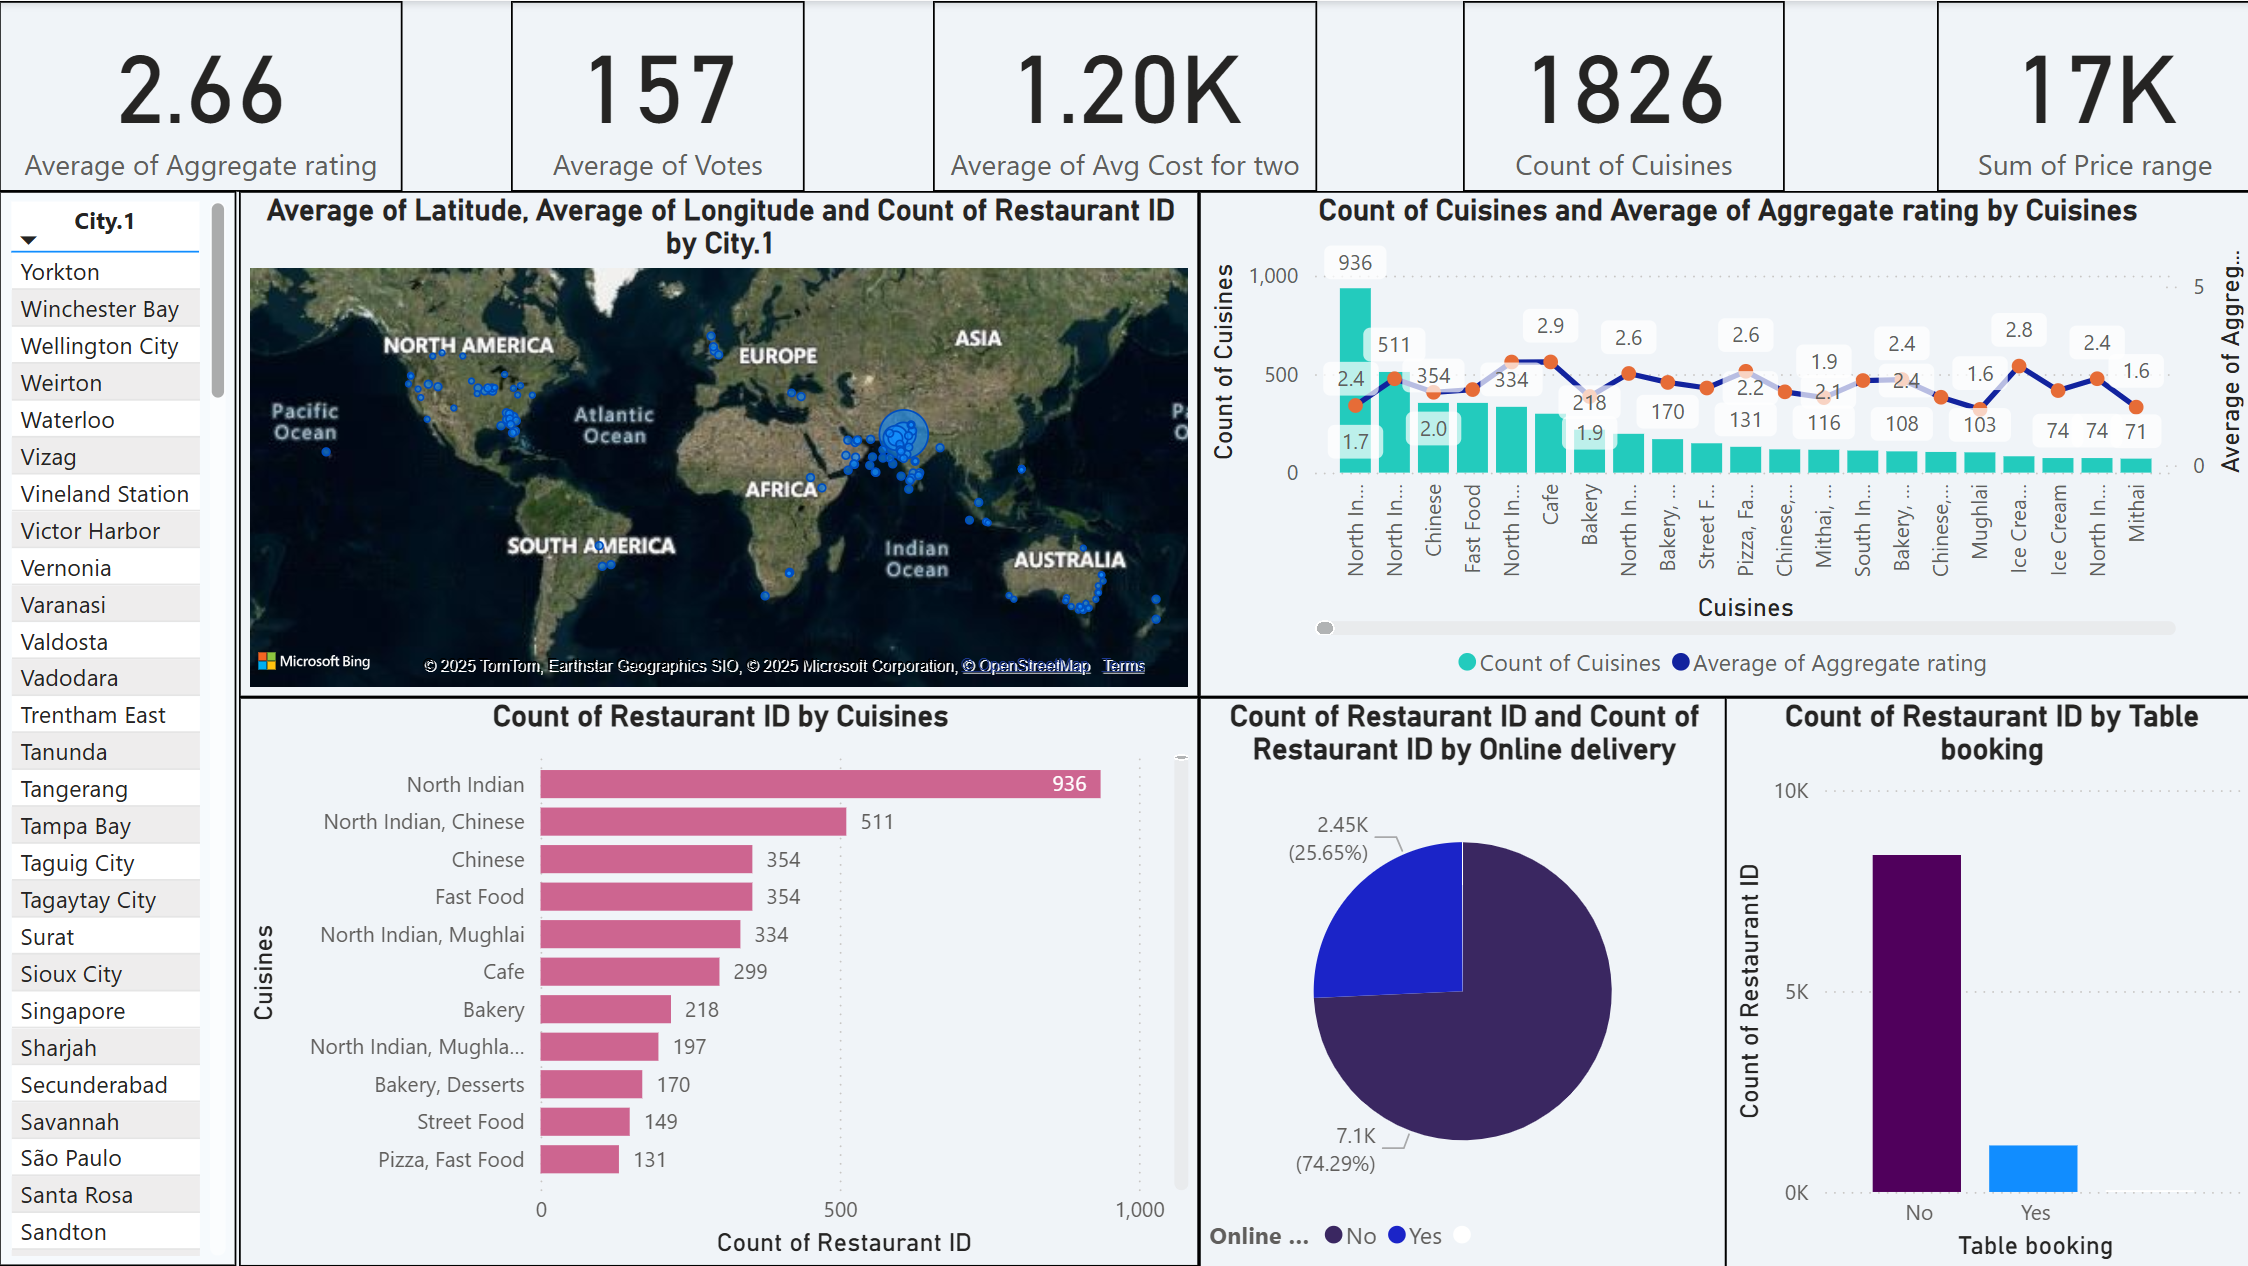 2.66
Average of Aggregate rating
157
Average of Votes
1.20K
Average of Avg Cost for two
1826
Count of Cuisines
17K
Sum of Price range
City.1
Yorkton
Winchester Bay
Wellington City
Weirton
Waterloo
Vizag
Vineland Station
Victor Harbor
Vernonia
Varanasi
Valdosta
Vadodara
Trentham East
Tanunda
Tangerang
Tampa Bay
Taguig City
Tagaytay City
Surat
Sioux City
Singapore
Sharjah
Secunderabad
Savannah
São Paulo
Santa Rosa
Sandton
Average of Latitude, Average of Longitude and Count of Restaurant ID
by City.1
NORTH AMERICA
EUROPE
ASIA
Pacific
Ocean
Atlantic
Ocean
P
O
AFRICA
SOUTH AMERICA
Indian
Ocean
AUSTRALIA
Microsoft Bing
© 2025 TomTom, Earthstar Geographics SIO, © 2025 Microsoft Corporation, © OpenStreetMap Terms
Count of Cuisines and Average of Aggregate rating by Cuisines
Count of Cuisines
1,000
500
0
936
511
354
334
218
170
131
116
108
103
74
74
71
2.4
1.7
2.0
2.9
1.9
2.6
2.6
2.2
1.9
2.1
2.4
2.4
1.6
2.8
2.4
1.6
5
0
Average of Aggreg...
North In...
North In...
Chinese
Fast Food
North In...
Cafe
Bakery
North In...
Bakery, ...
Street F...
Pizza, Fa...
Chinese,...
Mithai, ...
South In...
Bakery, ...
Chinese,...
Mughlai
Ice Crea...
Ice Cream
North In...
Mithai
Cuisines
Count of Cuisines Average of Aggregate rating
Count of Restaurant ID by Cuisines
Cuisines
North Indian 936
North Indian, Chinese 511
Chinese 354
Fast Food 354
North Indian, Mughlai 334
Cafe 299
Bakery 218
North Indian, Mughla... 197
Bakery, Desserts 170
Street Food 149
Pizza, Fast Food 131
0 500 1,000
Count of Restaurant ID
Count of Restaurant ID and Count of
Restaurant ID by Online delivery
2.45K
(25.65%)
7.1K
(74.29%)
Online ... No Yes
Count of Restaurant ID by Table
booking
Count of Restaurant ID
10K
5K
0K
No Yes
Table booking